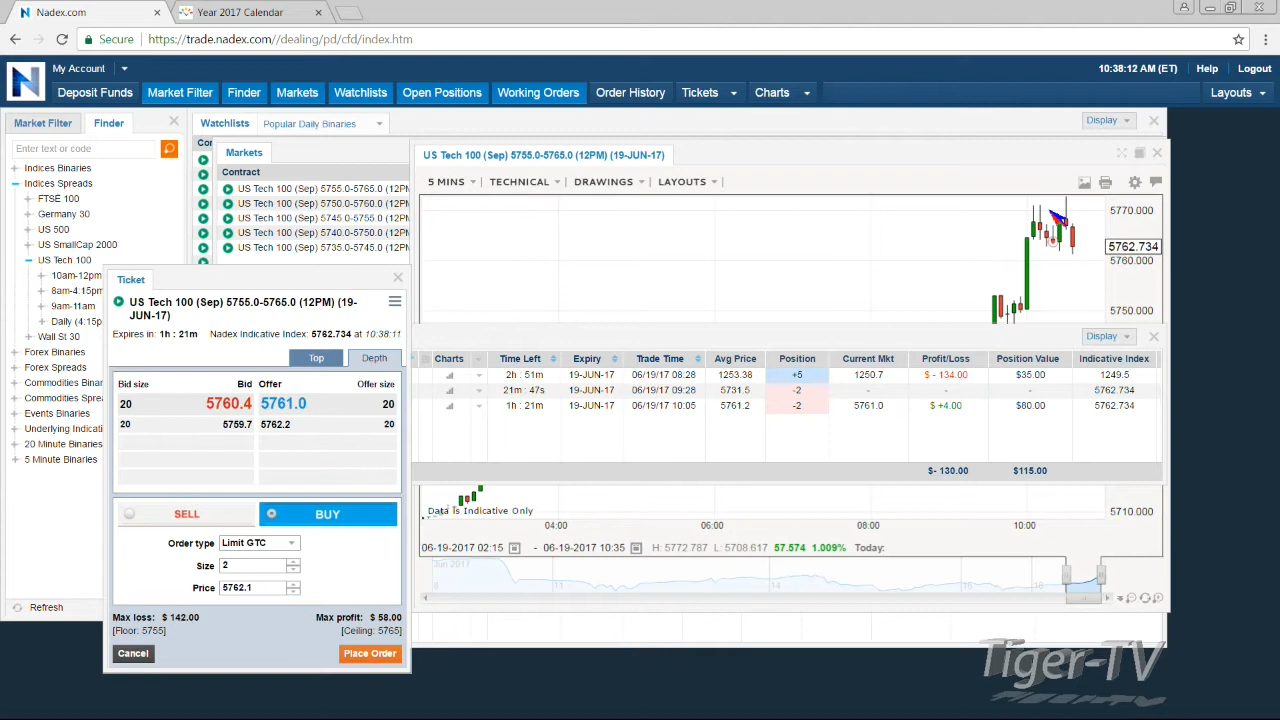 Nadex.com
Year 2017 Calendar
Secure
https://trade.nadex.com//dealing/pd/cfd/index.htm
My Account
10:38:12 AM (ET)
Help
Logout
Deposit Funds
Market Filter
Finder
Markets
Watchlists
Open Positions
Working Orders
Order History
Tickets
Charts
Layouts
Market Filter
Finder
Enter text or code
Indices Binaries
Indices Spreads
FTSE 100
Germany 30
US 500
US SmallCap 2000
US Tech 100
10am-12pm
8am-4:15pm
9am-11am
Daily (4:15p
Wall St 30
Forex Binaries
Forex Spreads
Commodities Binar
Commodities Sprea
Events Binaries
Underlying Indicati
20 Minute Binaries
5 Minute Binaries
Refresh
Watchlists
Popular Daily Binaries
Display
Markets
Contract
US Tech 100 (Sep) 5755.0-5765.0 (12PM
US Tech 100 (Sep) 5750.0-5760.0 (12PM
US Tech 100 (Sep) 5745.0-5755.0 (12PM
US Tech 100 (Sep) 5740.0-5750.0 (12PM
US Tech 100 (Sep) 5735.0-5745.0 (12PM
US Tech 100 (Sep) 5755.0-5765.0 (12PM) (19-JUN-17)
5 MINS
TECHNICAL
DRAWINGS
LAYOUTS
5770.000
5762.734
5760.000
5750.000
Ticket
US Tech 100 (Sep) 5755.0-5765.0 (12PM) (19-
JUN-17)
Expires in: 1h : 21m
Nadex Indicative Index: 5762.734 at 10:38:11
Top
Depth
Bid size Bid Offer Offer size
20 5760.4 5761.0 20
20 5759.7 5762.2 20
SELL
BUY
Order type Limit GTC
Size 2
Price 5762.1
Max loss: $ 142.00
Max profit: $ 58.00
[Floor: 5755]
[Ceiling: 5765]
Cancel
Place Order
Display
Charts Time Left Expiry Trade Time Avg Price Position Current Mkt Profit/Loss Position Value Indicative Index
2h : 51m 19-JUN-17 06/19/17 08:28 1253.38 +5 1250.7 $ - 134.00 $35.00 1249.5
21m : 47s 19-JUN-17 06/19/17 09:28 5731.5 -2 - - - 5762.734
1h : 21m 19-JUN-17 06/19/17 10:05 5761.2 -2 5761.0 $ +4.00 $80.00 5762.734
$- 130.00 $115.00
Data Is Indicative Only
5710.000
04:00 06:00 08:00 10:00
06-19-2017 02:15 - 06-19-2017 10:35 H: 5772.787 L: 5708.617 57.574 1.009% Today:
Jun 2017
11 14 16
Tiger-TV